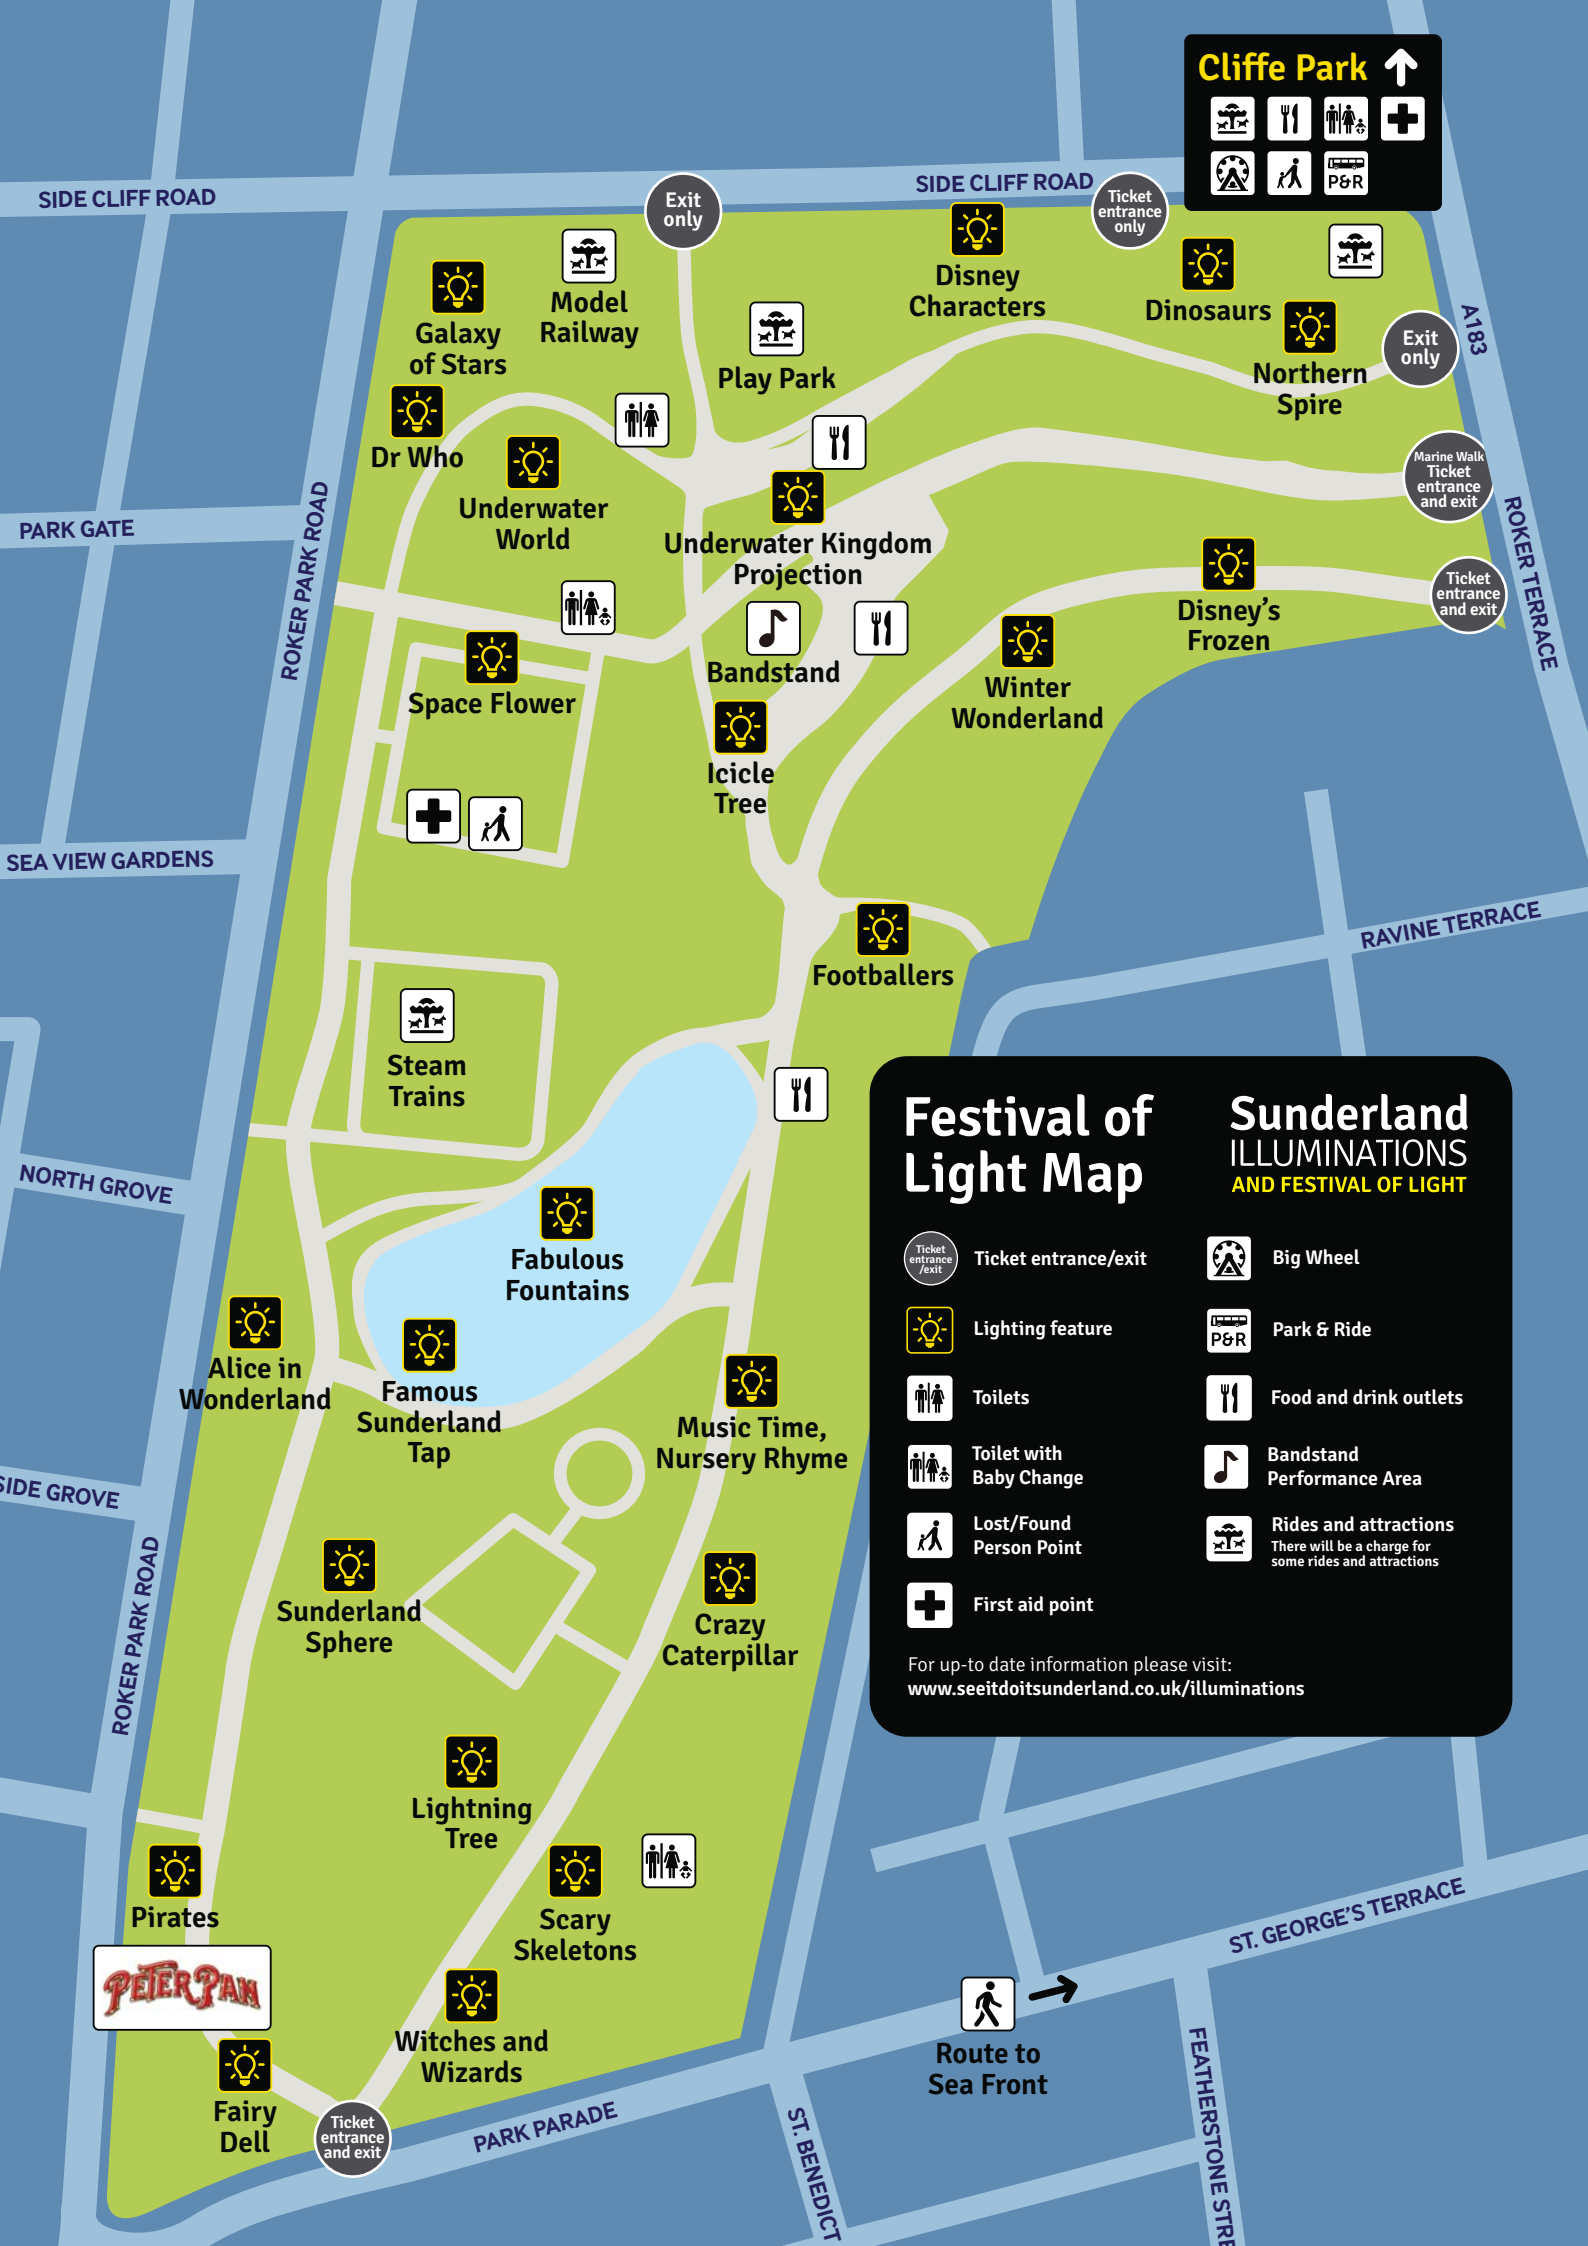 Cliffe Park
P&R
SIDE CLIFF ROAD
SIDE CLIFF ROAD
Exit
only
Ticket
entrance
only
Disney
Characters
Dinosaurs
Model
Railway
Galaxy
of Stars
Play Park
Northern
Spire
Exit
only
A183
Dr Who
Underwater
World
Marine Walk
Ticket
entrance
and exit
PARK GATE
ROKER PARK ROAD
Underwater Kingdom
Projection
ROKER TERRACE
Ticket
entrance
and exit
Disney's
Frozen
Bandstand
Space Flower
Winter
Wonderland
Icicle
Tree
SEA VIEW GARDENS
RAVINE TERRACE
Footballers
Steam
Trains
NORTH GROVE
Fabulous
Fountains
Alice in
Wonderland
Famous
Sunderland
Tap
Music Time,
Nursery Rhyme
SIDE GROVE
ROKER PARK ROAD
Sunderland
Sphere
Crazy
Caterpillar
Festival of
Light Map
Sunderland
ILLUMINATIONS
AND FESTIVAL OF LIGHT
Ticket
entrance
/exit
Ticket entrance/exit
Big Wheel
Lighting feature
P&R
Park & Ride
Toilets
Food and drink outlets
Toilet with
Baby Change
Bandstand
Performance Area
Lost/Found
Person Point
Rides and attractions
There will be a charge for
some rides and attractions
First aid point
For up-to date information please visit:
www.seeitdoitsunderland.co.uk/illuminations
Lightning
Tree
Pirates
Scary
Skeletons
PETER PAN
Witches and
Wizards
Fairy
Dell
Ticket
entrance
and exit
PARK PARADE
ST. GEORGE'S TERRACE
Route to
Sea Front
ST. BENEDICT
FEATHERSTONE STRE